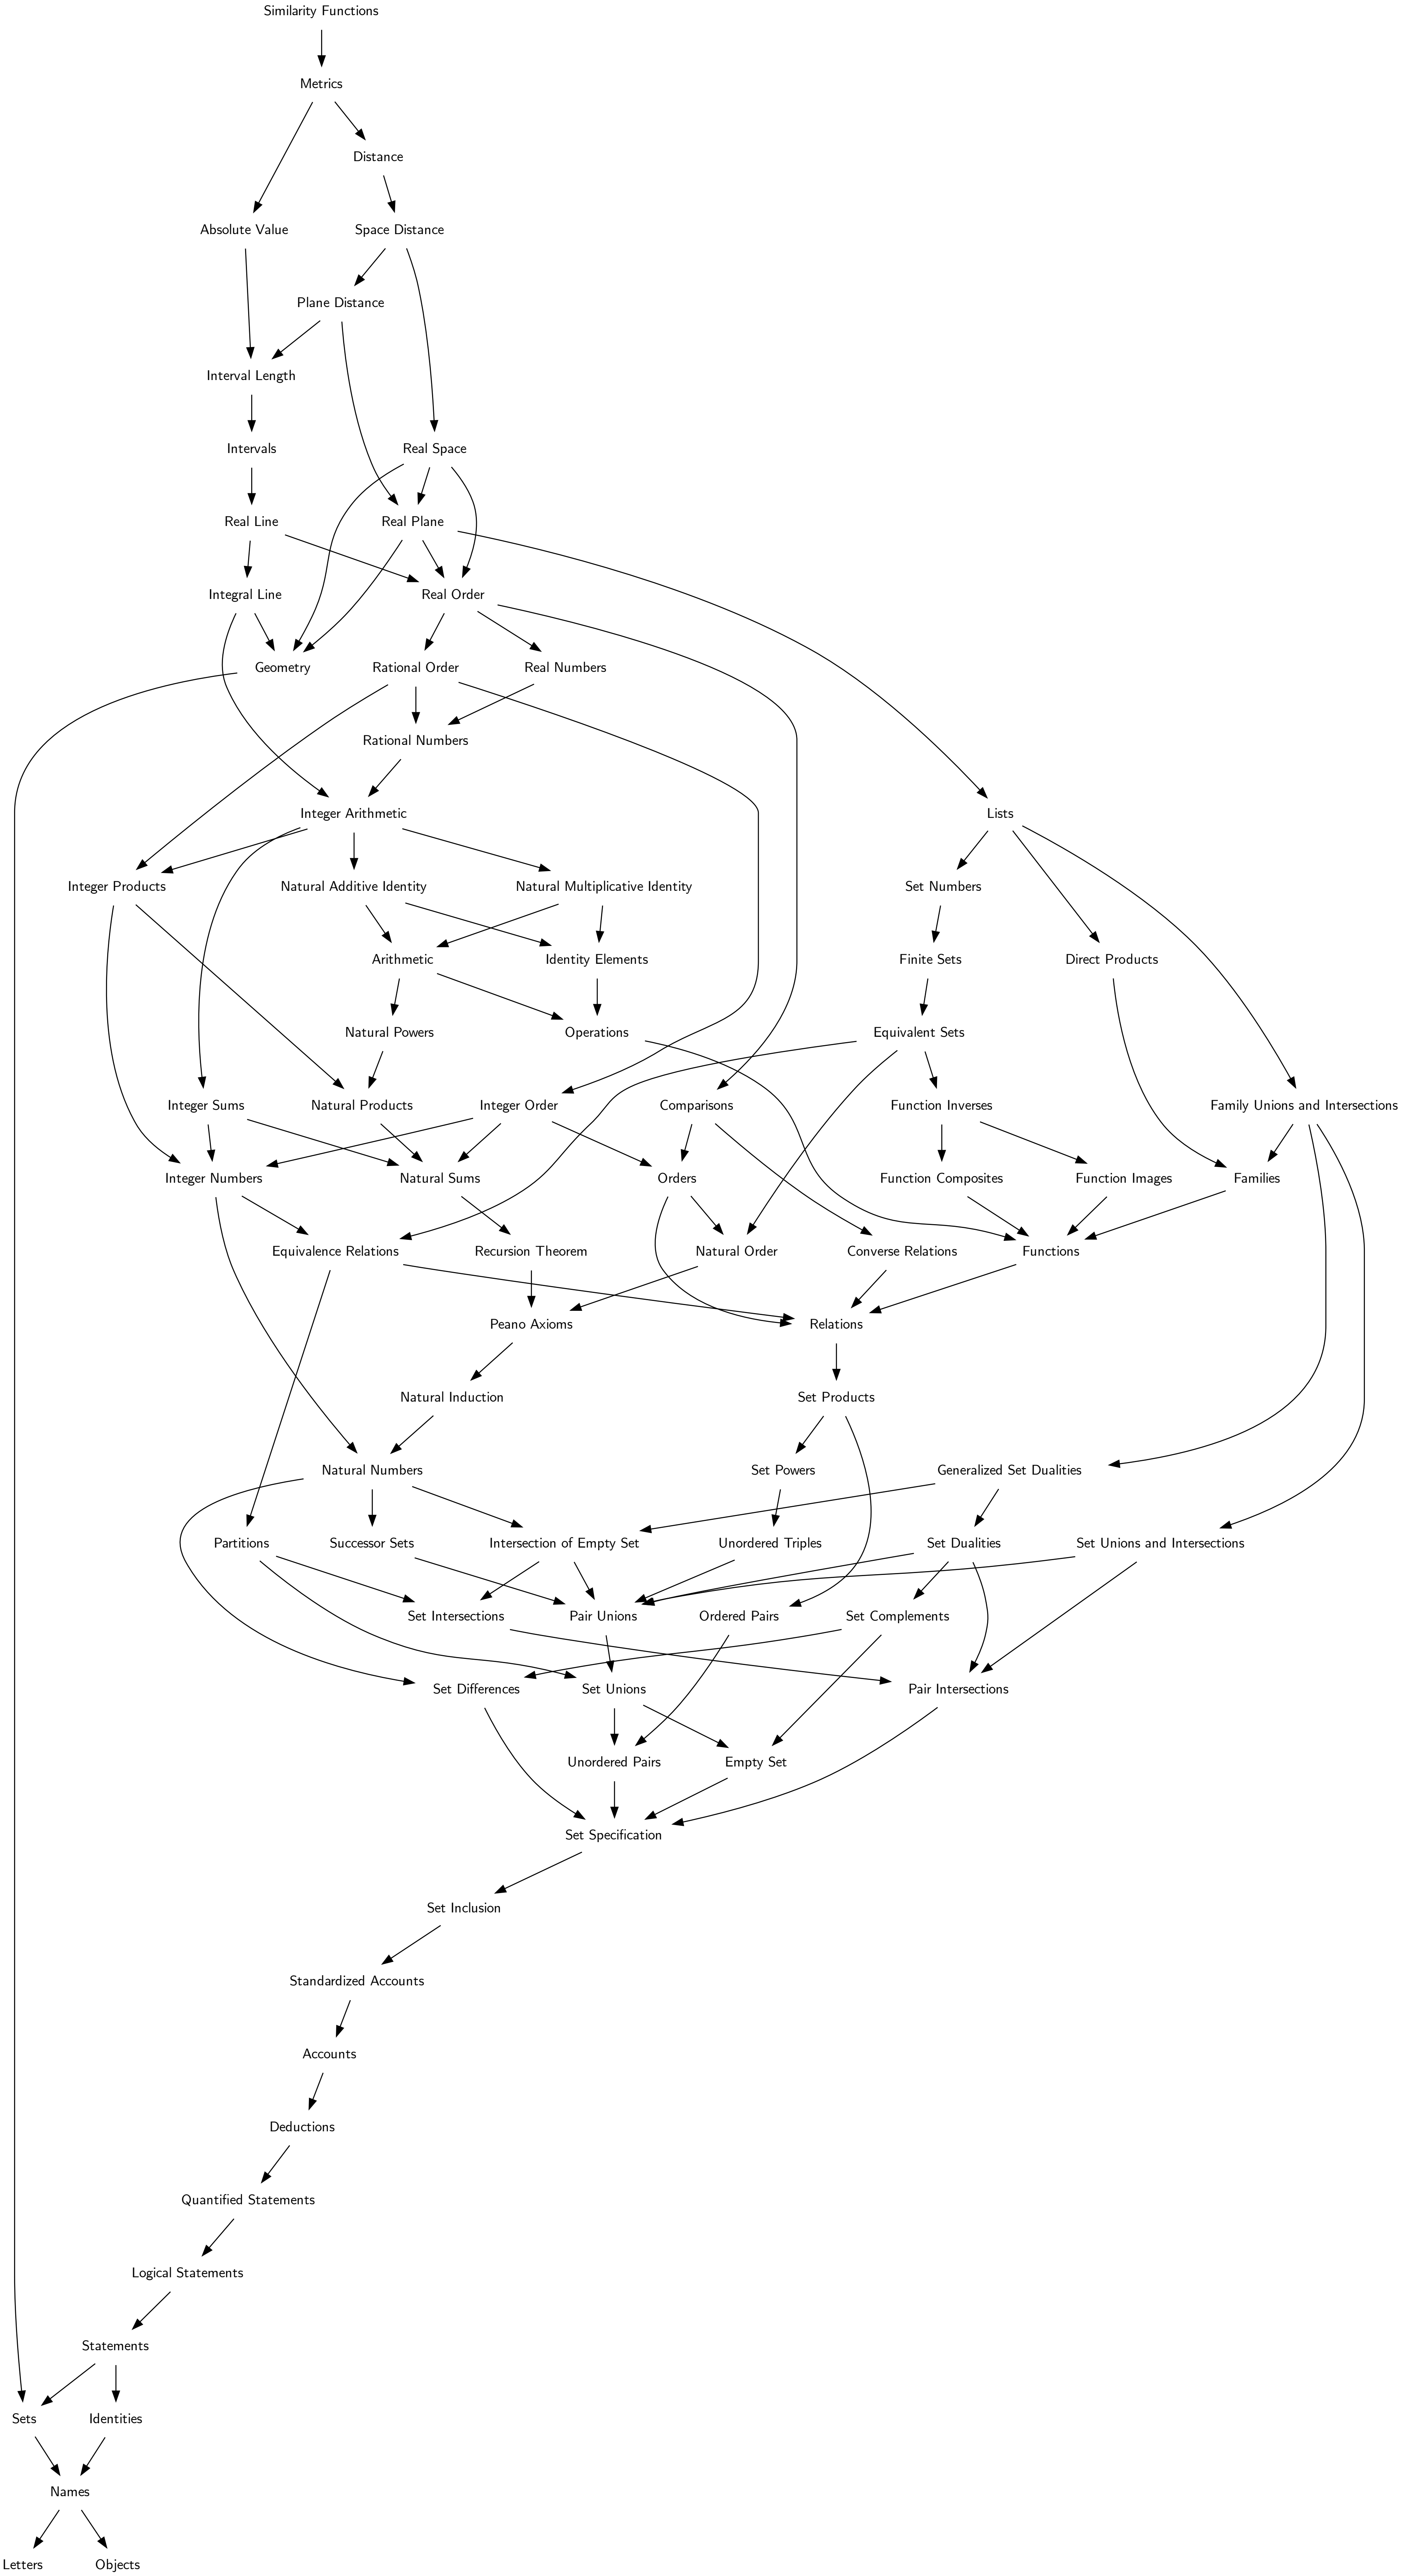 Similarity Functions
Metrics
Distance
Absolute Value
Space Distance
Plane Distance
Interval Length
Intervals
Real Space
Real Line
Real Plane
Integral Line
Real Order
Geometry
Rational Order
Real Numbers
Rational Numbers
Integer Arithmetic
Lists
Integer Products
Natural Additive Identity
Natural Multiplicative Identity
Set Numbers
Arithmetic
Identity Elements
Finite Sets
Direct Products
Natural Powers
Operations
Equivalent Sets
Integer Sums
Natural Products
Integer Order
Comparisons
Function Inverses
Family Unions and Intersections
Integer Numbers
Natural Sums
Orders
Function Composites
Function Images
Families
Equivalence Relations
Recursion Theorem
Natural Order
Converse Relations
Functions
Peano Axioms
Relations
Natural Induction
Set Products
Natural Numbers
Set Powers
Generalized Set Dualities
Partitions
Successor Sets
Intersection of Empty Set
Unordered Triples
Set Dualities
Set Unions and Intersections
Set Intersections
Pair Unions
Ordered Pairs
Set Complements
Set Differences
Set Unions
Pair Intersections
Unordered Pairs
Empty Set
Set Specification
Set Inclusion
Standardized Accounts
Accounts
Deductions
Quantified Statements
Logical Statements
Statements
Sets
Identities
Names
Letters
Objects